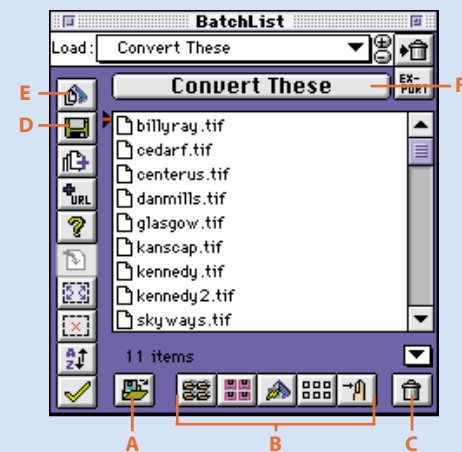 BatchList
Load: Convert These
E Convert These EX-PORT F
D
billyray.tif
cedarf.tif
centerus.tif
danmills.tif
URL
glasgow.tif
?
kanscap.tif
kennedy.tif
kennedy2.tif
skyways.tif
AZ 11 items
A B C